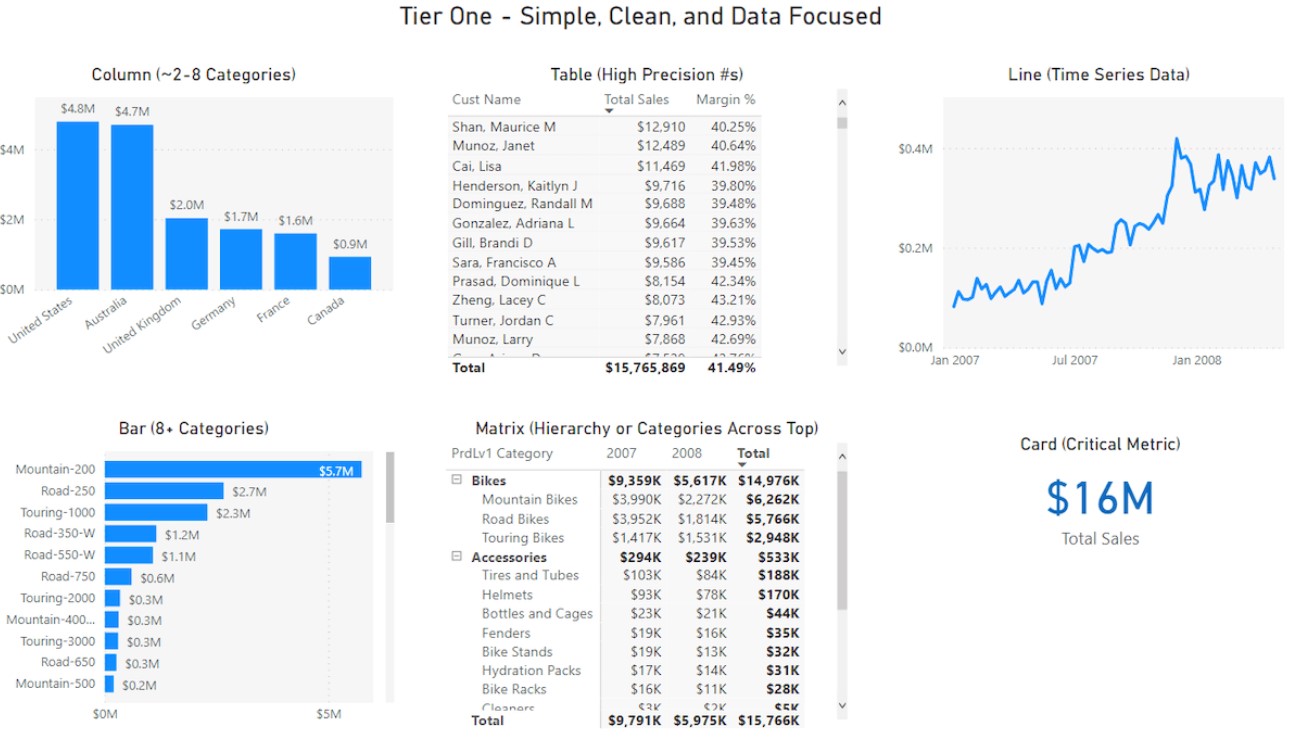 Tier One - Simple, Clean, and Data Focused
Column (~2-8 Categories)
$4.8M
$4.7M
$4M
$2.0M
$2M
$1.7M
$1.6M
$0.9M
$0M
United States
Australia
United Kingdom
Germany
France
Canada
Table (High Precision #s)
Cust Name Total Sales Margin %
Shan, Maurice M $12,910 40.25%
Munoz, Janet $12,489 40.64%
Cai, Lisa $11,469 41.98%
Henderson, Kaitlyn J $9,716 39.80%
Dominguez, Randall M $9,688 39.48%
Gonzalez, Adriana L $9,664 39.63%
Gill, Brandi D $9,617 39.53%
Sara, Francisco A $9,586 39.45%
Prasad, Dominique L $8,154 42.34%
Zheng, Lacey C $8,073 43.21%
Turner, Jordan C $7,961 42.93%
Munoz, Larry $7,868 42.69%
Total $15,765,869 41.49%
Line (Time Series Data)
$0.4M
$0.2M
$0.0M
Jan 2007 Jul 2007 Jan 2008
Bar (8+ Categories)
Mountain-200 $5.7M
Road-250 $2.7M
Touring-1000 $2.3M
Road-350-W $1.2M
Road-550-W $1.1M
Road-750 $0.6M
Touring-2000 $0.3M
Mountain-400... $0.3M
Touring-3000 $0.3M
Road-650 $0.3M
Mountain-500 $0.2M
$0M $5M
Matrix (Hierarchy or Categories Across Top)
PrdLv1 Category 2007 2008 Total
Bikes $9,359K $5,617K $14,976K
Mountain Bikes $3,990K $2,272K $6,262K
Road Bikes $3,952K $1,814K $5,766K
Touring Bikes $1,417K $1,531K $2,948K
Accessories $294K $239K $533K
Tires and Tubes $103K $84K $188K
Helmets $93K $78K $170K
Bottles and Cages $23K $21K $44K
Fenders $19K $16K $35K
Bike Stands $19K $13K $32K
Hydration Packs $17K $14K $31K
Bike Racks $16K $11K $28K
Cleaners $3K $2K $5K
Total $9,791K $5,975K $15,766K
Card (Critical Metric)
$16M
Total Sales